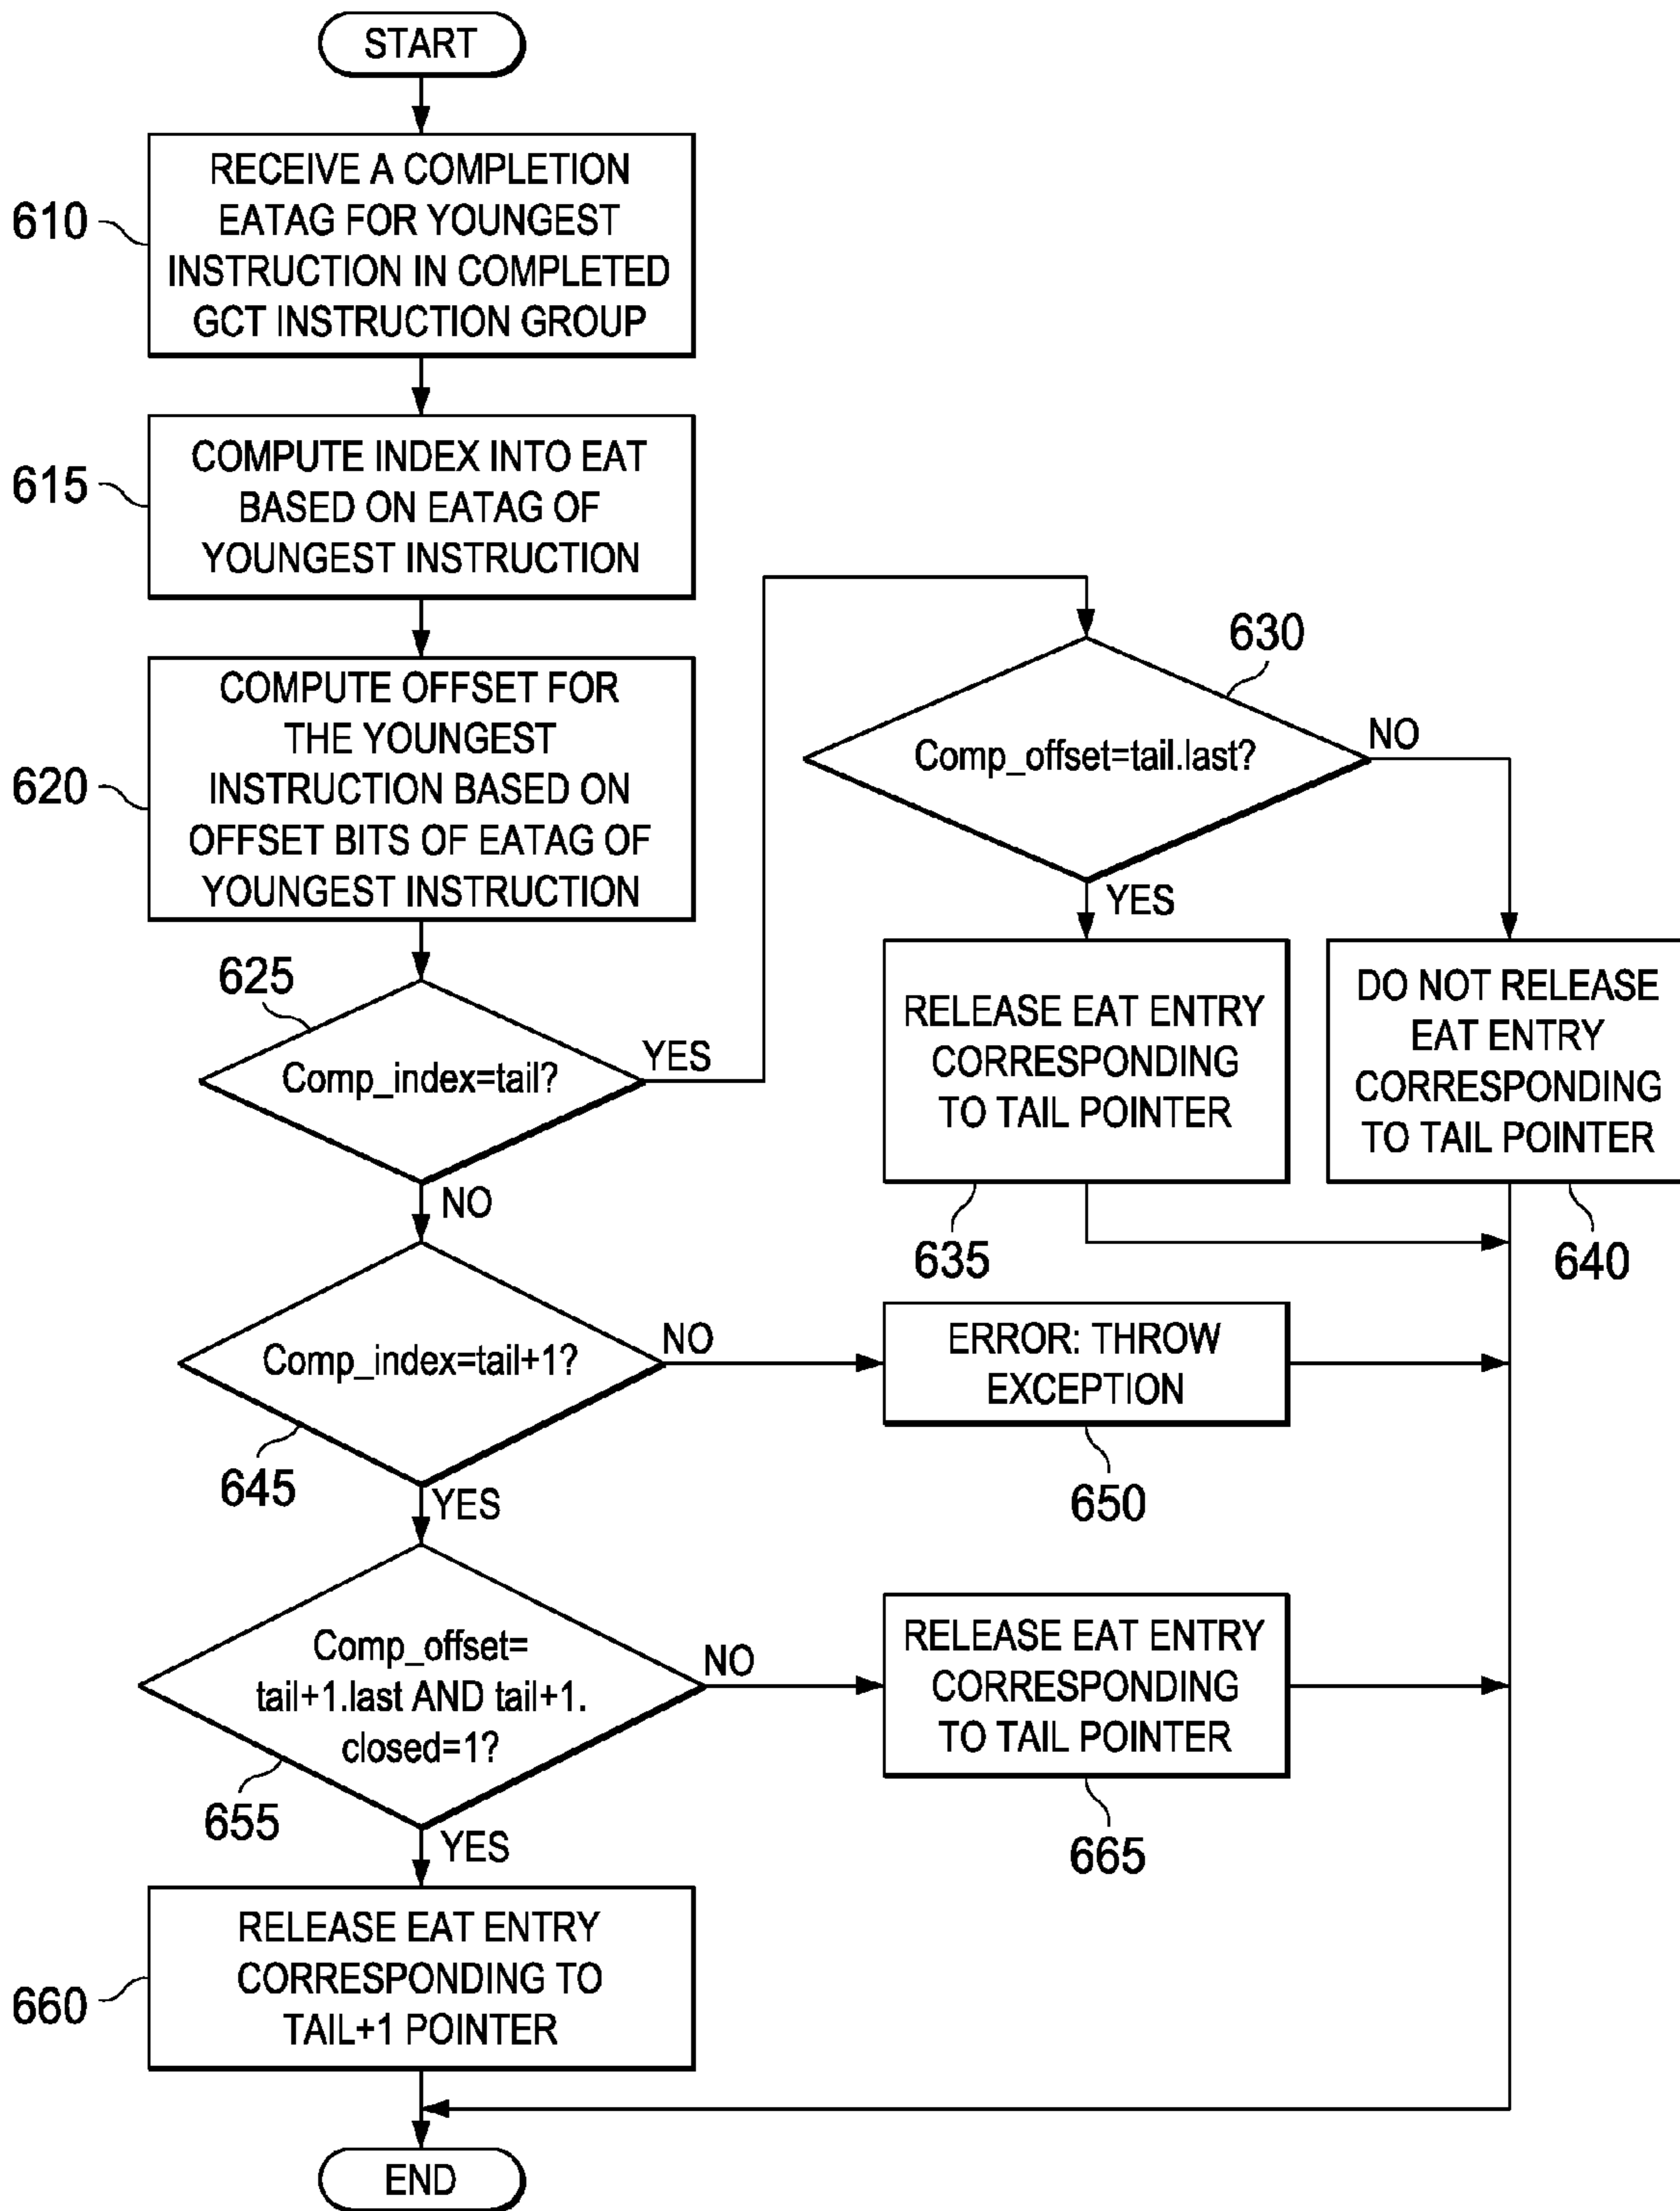 START
610
RECEIVE A COMPLETION
EATAG FOR YOUNGEST
INSTRUCTION IN COMPLETED
GCT INSTRUCTION GROUP
615
COMPUTE INDEX INTO EAT
BASED ON EATAG OF
YOUNGEST INSTRUCTION
620
COMPUTE OFFSET FOR
THE YOUNGEST
INSTRUCTION BASED ON
OFFSET BITS OF EATAG OF
YOUNGEST INSTRUCTION
625
Comp_index=tail?
YES
NO
630
Comp_offset=tail.last?
NO
YES
RELEASE EAT ENTRY
CORRESPONDING
TO TAIL POINTER
635
DO NOT RELEASE
EAT ENTRY
CORRESPONDING
TO TAIL POINTER
640
Comp_index=tail+1?
NO
645
YES
ERROR: THROW
EXCEPTION
650
Comp_offset=
tail+1.last AND tail+1.
closed=1?
NO
655
YES
RELEASE EAT ENTRY
CORRESPONDING
TO TAIL POINTER
665
660
RELEASE EAT ENTRY
CORRESPONDING TO
TAIL+1 POINTER
END